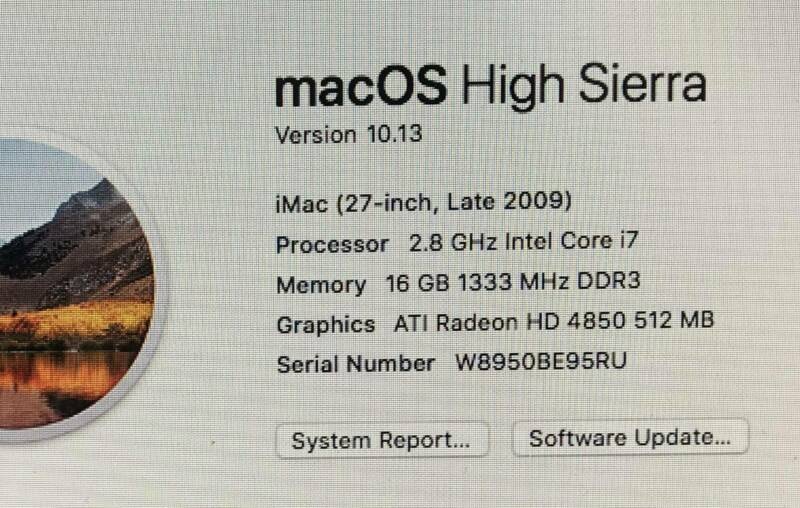 macOS High Sierra
Version 10.13
iMac (27-inch, Late 2009)
Processor 2.8 GHz Intel Core i7
Memory 16 GB 1333 MHz DDR3
Graphics ATI Radeon HD 4850 512 MB
Serial Number W8950BE95RU
System Report... Software Update...